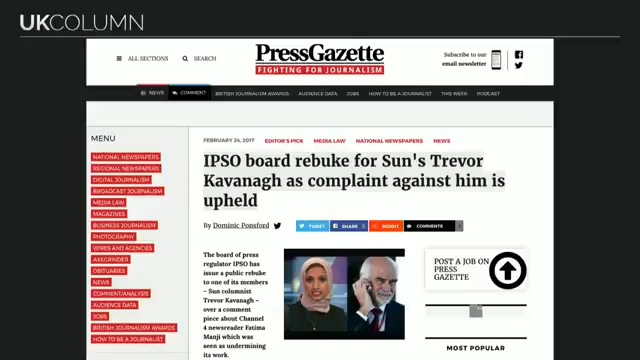 UKCOLUMN
ALL SECTIONS
SEARCH
PressGazette
FIGHTING FOR JOURNALISM
Subscribe to our
email newsletter
NEWS
COMMENT
BRITISH JOURNALISM AWARDS
AUDIENCE DATA
JOBS
HOW TO BE A JOURNALIST
THIS WEEK
PODCAST
MENU
NATIONAL NEWSPAPERS
REGIONAL NEWSPAPERS
DIGITAL JOURNALISM
BROADCAST JOURNALISM
MEDIA LAW
MAGAZINES
BUSINESS JOURNALISM
PHOTOGRAPHY
WIRES AND AGENCIES
AXEGRINDER
OBITUARIES
NEWS
COMMENT/ANALYSIS
AUDIENCE DATA
JOBS
BRITISH JOURNALISM AWARDS
HOW TO BE A JOURNALIST
FEBRUARY 24, 2017
EDITOR'S PICK
MEDIA LAW
NATIONAL NEWSPAPERS
NEWS
IPSO board rebuke for Sun's Trevor
Kavanagh as complaint against him is
upheld
By Dominic Ponsford
TWEET
SHARE
REDDIT
COMMENTS
The board of press
regulator IPSO has
issue a public rebuke
to one of its members
– Sun columnist
Trevor Kavanagh –
over a comment
piece about Channel
4 newsreader Fatima
Manji which was
seen as undermining
its work.
POST A JOB ON
PRESS
GAZETTE
MOST POPULAR